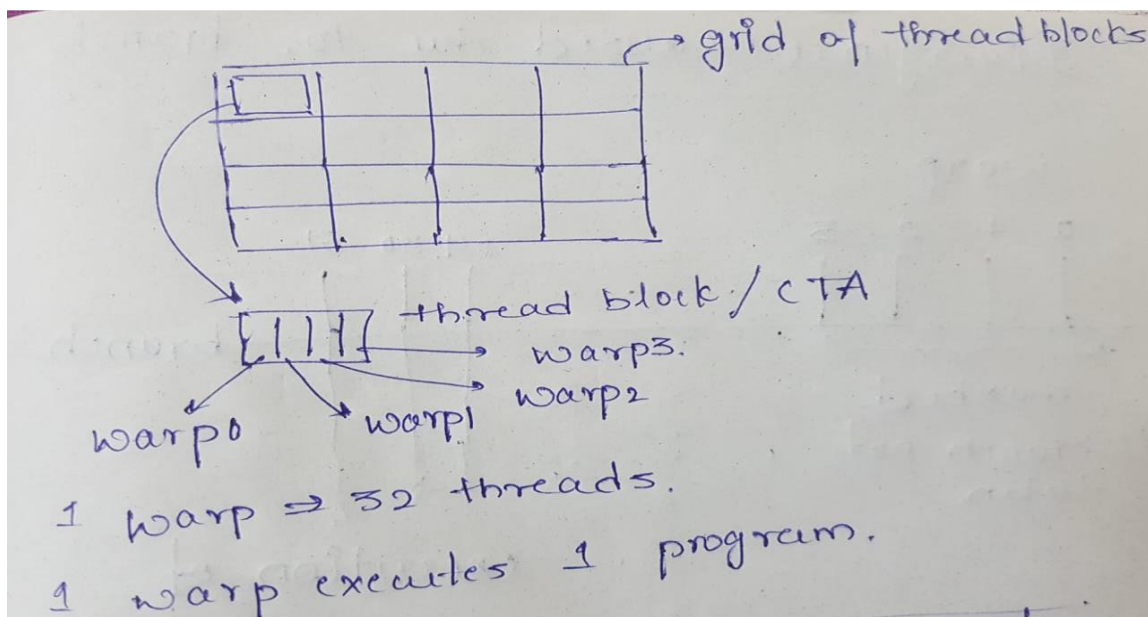 grid of thread blocks
thread block / CTA
warp3.
warp2
warp0 warp1
1 warp ⇒ 32 threads.
1 warp executes 1 program.